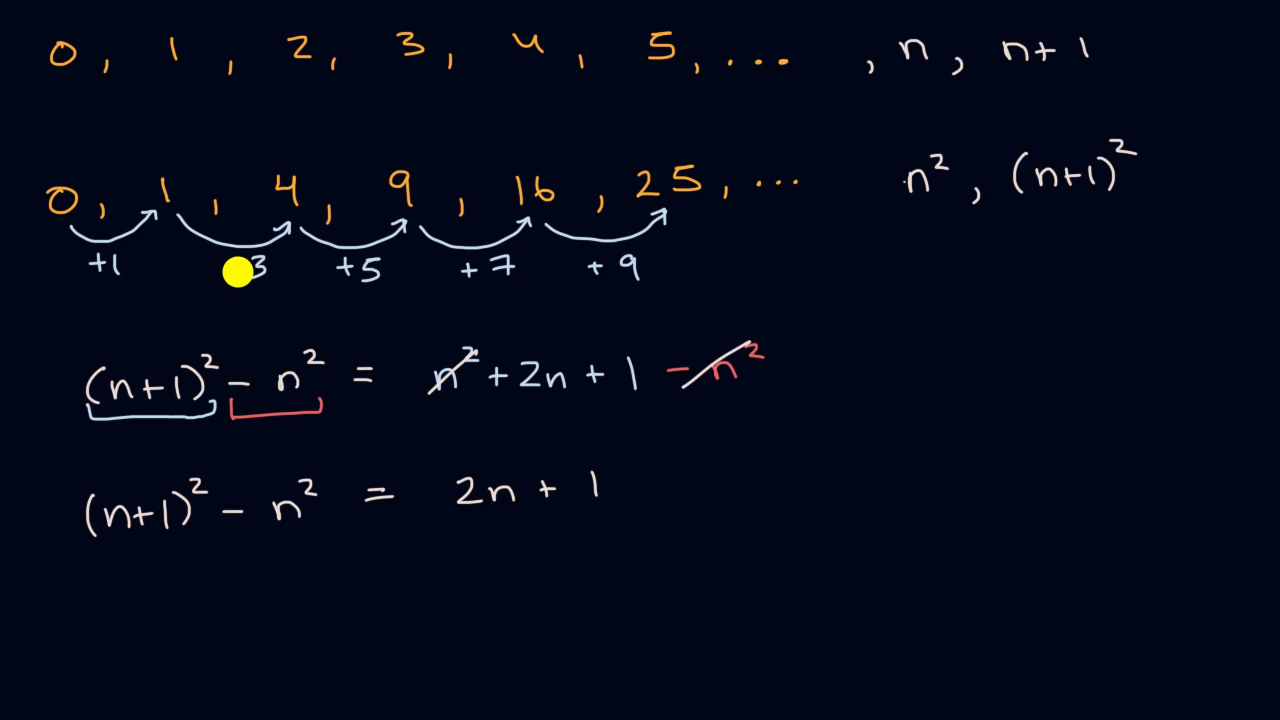 0, 1, 2, 3, 4, 5, ... , n, n+1
0, 1, 4, 9, 16, 25, ... n², (n+1)²
+1 3 +5 +7 +9
(n+1)² - n² = n² + 2n + 1 - n²
(n+1)² - n² = 2n + 1